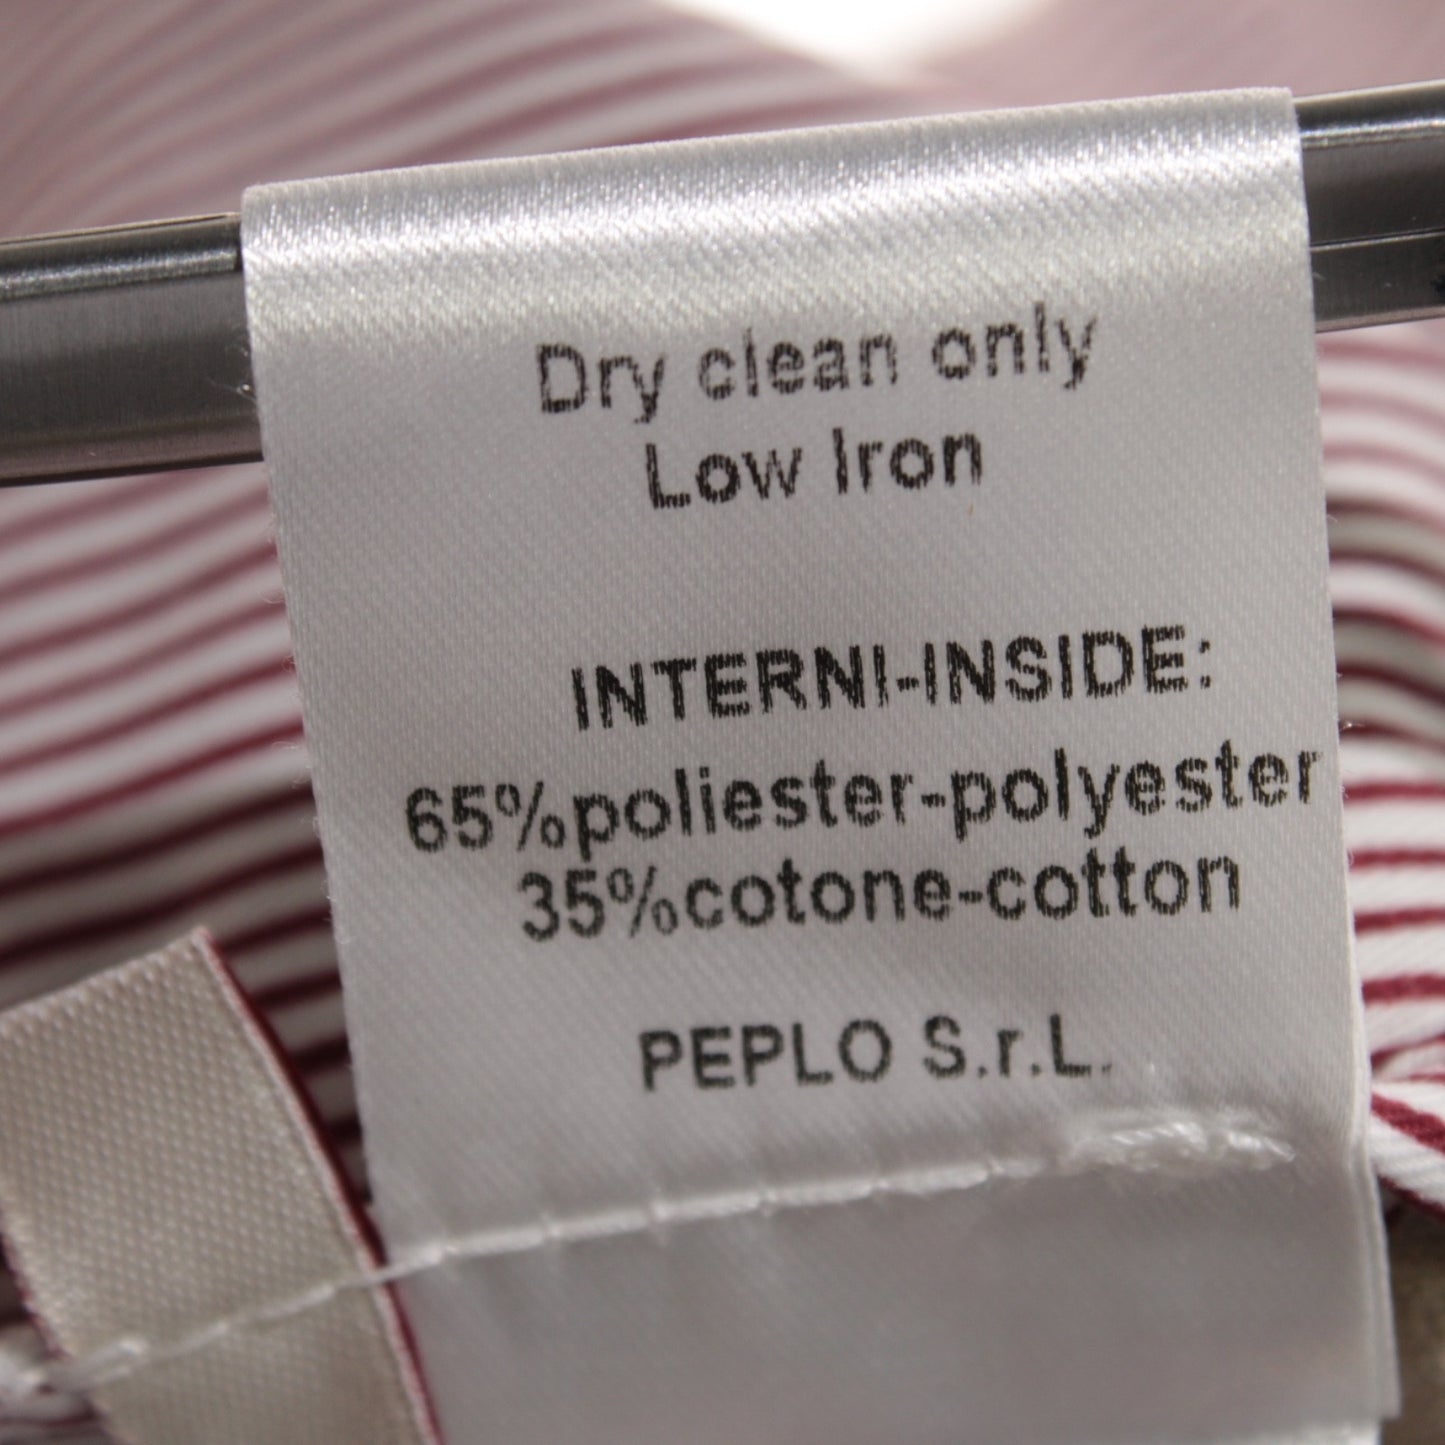 Dry clean only
Low Iron
INTERNI-INSIDE:
65%poliester-polyester
35%cotone-cotton
PEPLO S.r.L.